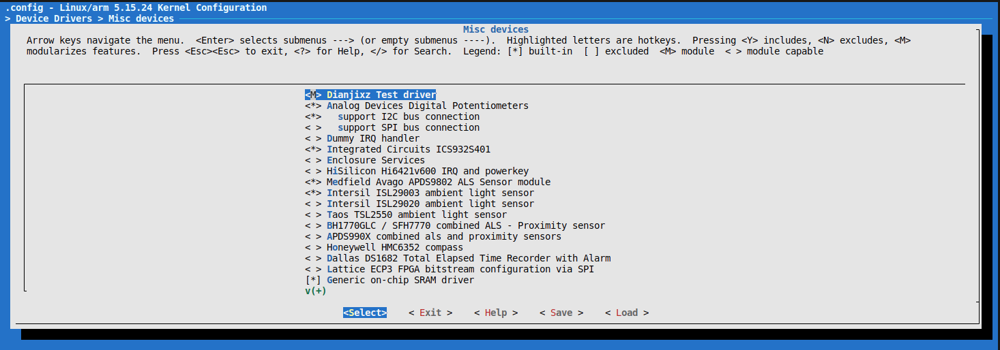 .config - Linux/arm 5.15.24 Kernel Configuration
> Device Drivers > Misc devices
Misc devices
Arrow keys navigate the menu.  <Enter> selects submenus ---> (or empty submenus ----).  Highlighted letters are hotkeys.  Pressing <Y> includes, <N> excludes, <M>
modularizes features.  Press <Esc><Esc> to exit, <?> for Help, </> for Search.  Legend: [*] built-in  [ ] excluded  <M> module  < > module capable
<M> Dianjixz Test driver
<*> Analog Devices Digital Potentiometers
<*>   support I2C bus connection
< >   support SPI bus connection
< > Dummy IRQ handler
<*> Integrated Circuits ICS932S401
< > Enclosure Services
< > HiSilicon Hi6421v600 IRQ and powerkey
<*> Medfield Avago APDS9802 ALS Sensor module
<*> Intersil ISL29003 ambient light sensor
< > Intersil ISL29020 ambient light sensor
< > Taos TSL2550 ambient light sensor
< > BH1770GLC / SFH7770 combined ALS - Proximity sensor
< > APDS990X combined als and proximity sensors
< > Honeywell HMC6352 compass
< > Dallas DS1682 Total Elapsed Time Recorder with Alarm
< > Lattice ECP3 FPGA bitstream configuration via SPI
[*] Generic on-chip SRAM driver
v(+)
<Select>    < Exit >    < Help >    < Save >    < Load >